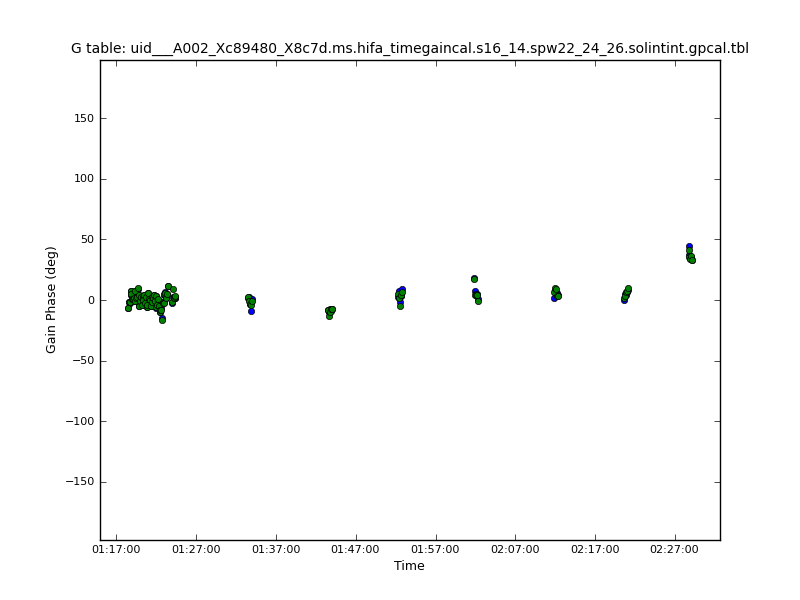 G table: uid___A002_Xc89480_X8c7d.ms.hifa_timegaincal.s16_14.spw22_24_26.solintint.gpcal.tbl
150
100
50
0
−50
−100
−150
Gain Phase (deg)
01:17:00 01:27:00 01:37:00 01:47:00 01:57:00 02:07:00 02:17:00 02:27:00
Time